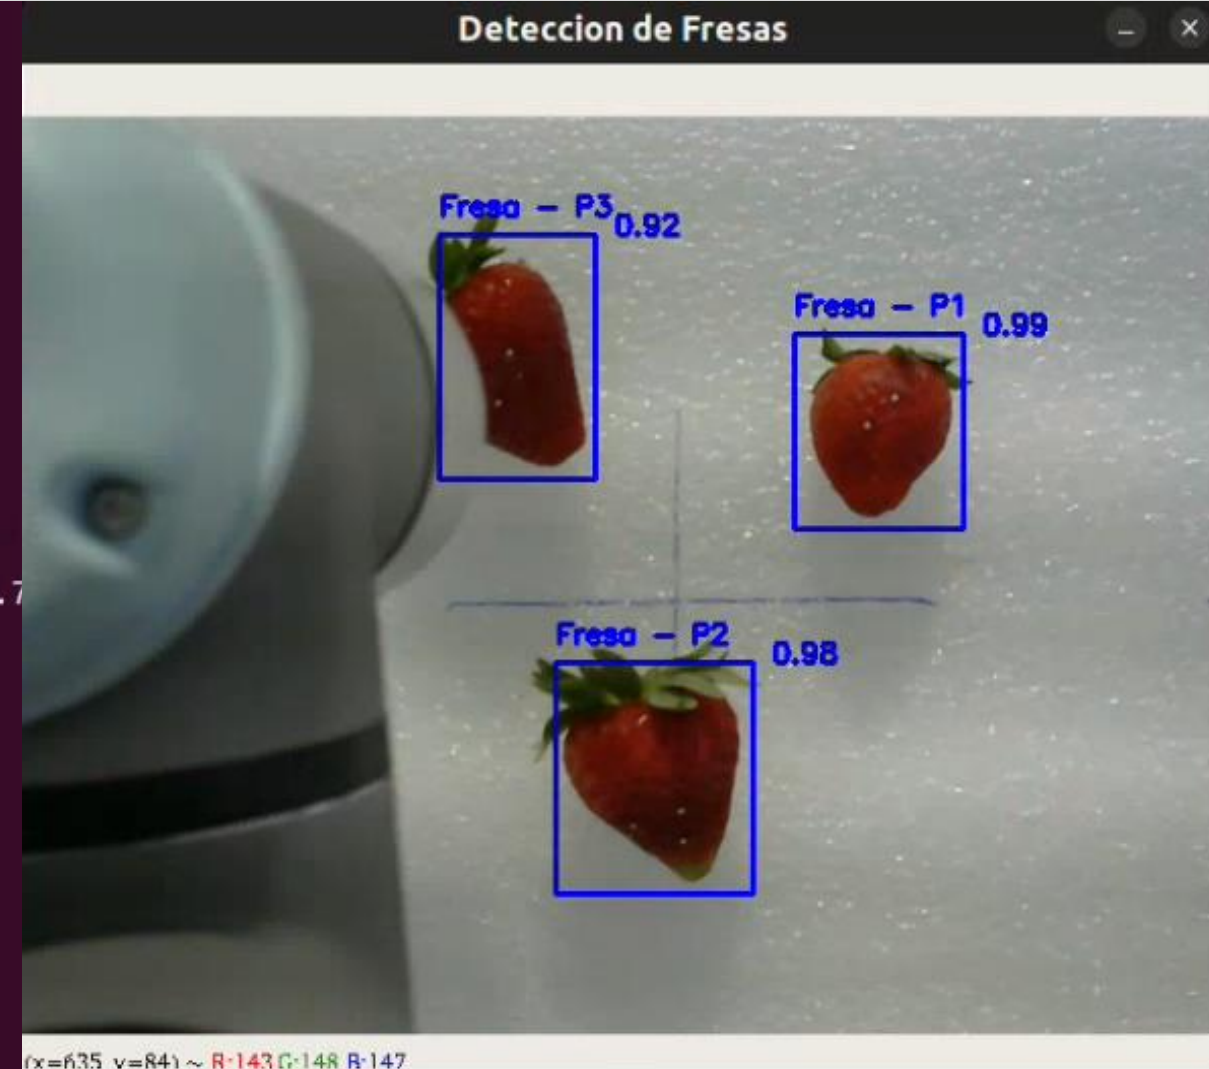 Deteccion de Fresas
Fresa - P3
0.92
Fresa - P1
0.99
.7
Fresa - P2
0.98
(x=635, y=84) ~ R:143 G:148 B:147